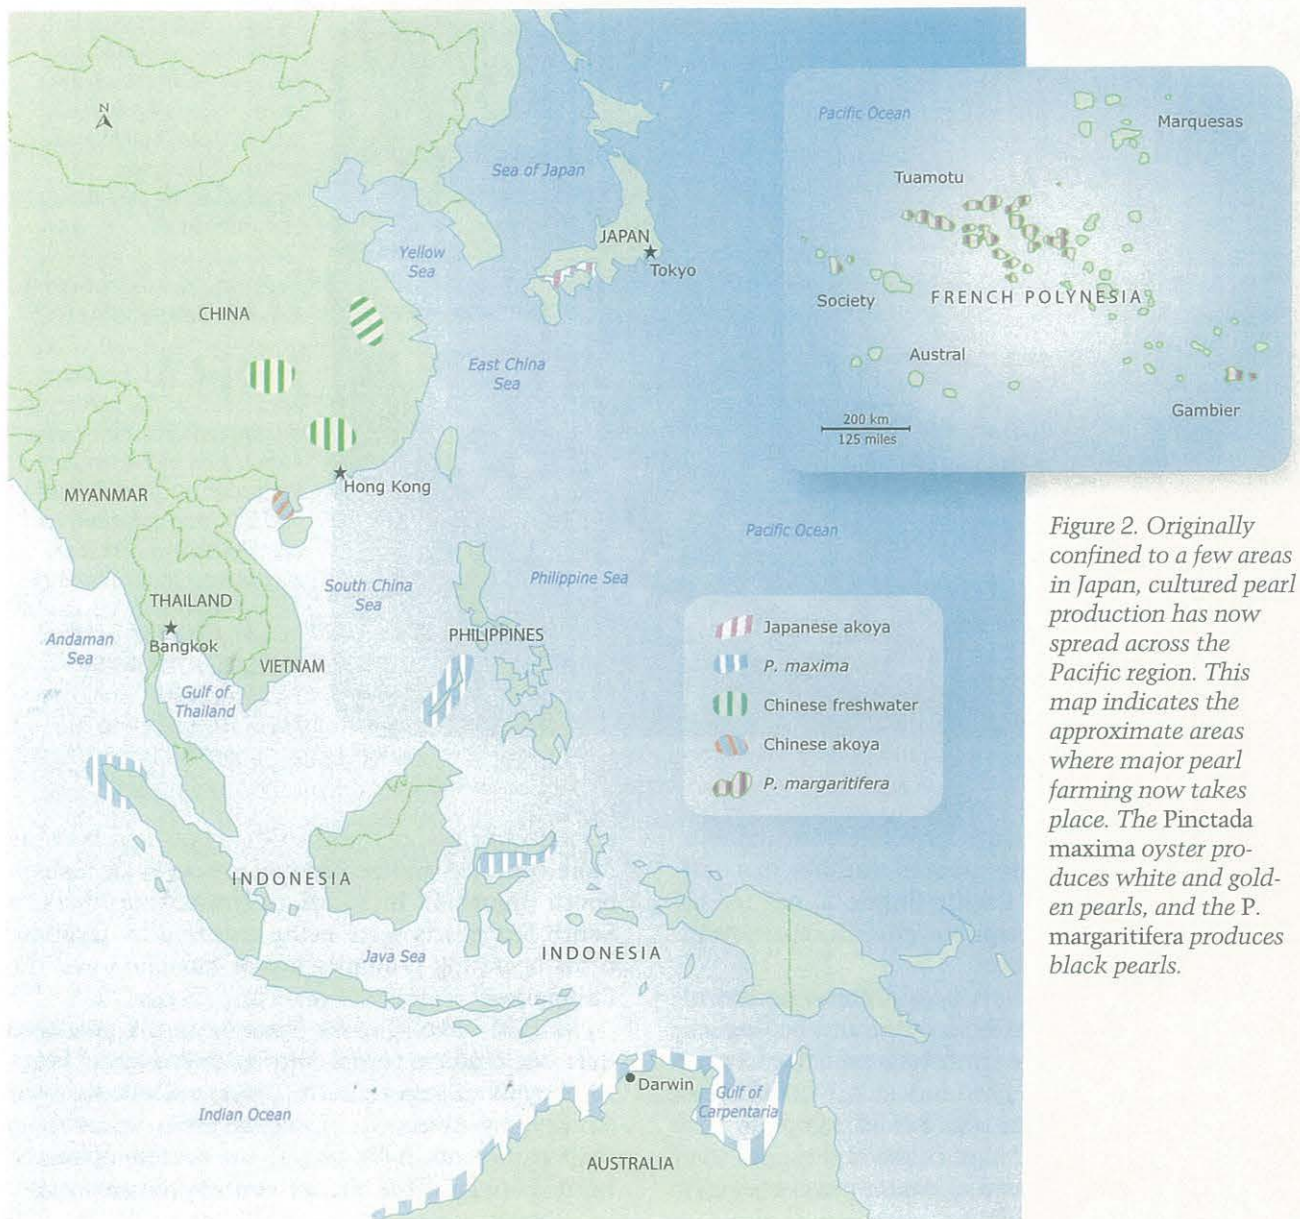 N
Sea of Japan
JAPAN
Tokyo
Yellow
Sea
CHINA
East China
Sea
Hong Kong
MYANMAR
Pacific Ocean
South China
Sea
Philippine Sea
THAILAND
Bangkok
Andaman
Sea
PHILIPPINES
VIETNAM
Gulf of
Thailand
INDONESIA
Java Sea
INDONESIA
Darwin
Gulf of
Carpentaria
Indian Ocean
AUSTRALIA
Japanese akoya
P. maxima
Chinese freshwater
Chinese akoya
P. margaritifera
Pacific Ocean
Marquesas
Tuamotu
Society
FRENCH POLYNESIA
Austral
Gambier
200 km
125 miles
Figure 2. Originally
confined to a few areas
in Japan, cultured pearl
production has now
spread across the
Pacific region. This
map indicates the
approximate areas
where major pearl
farming now takes
place. The Pinctada
maxima oyster pro-
duces white and gold-
en pearls, and the P.
margaritifera produces
black pearls.